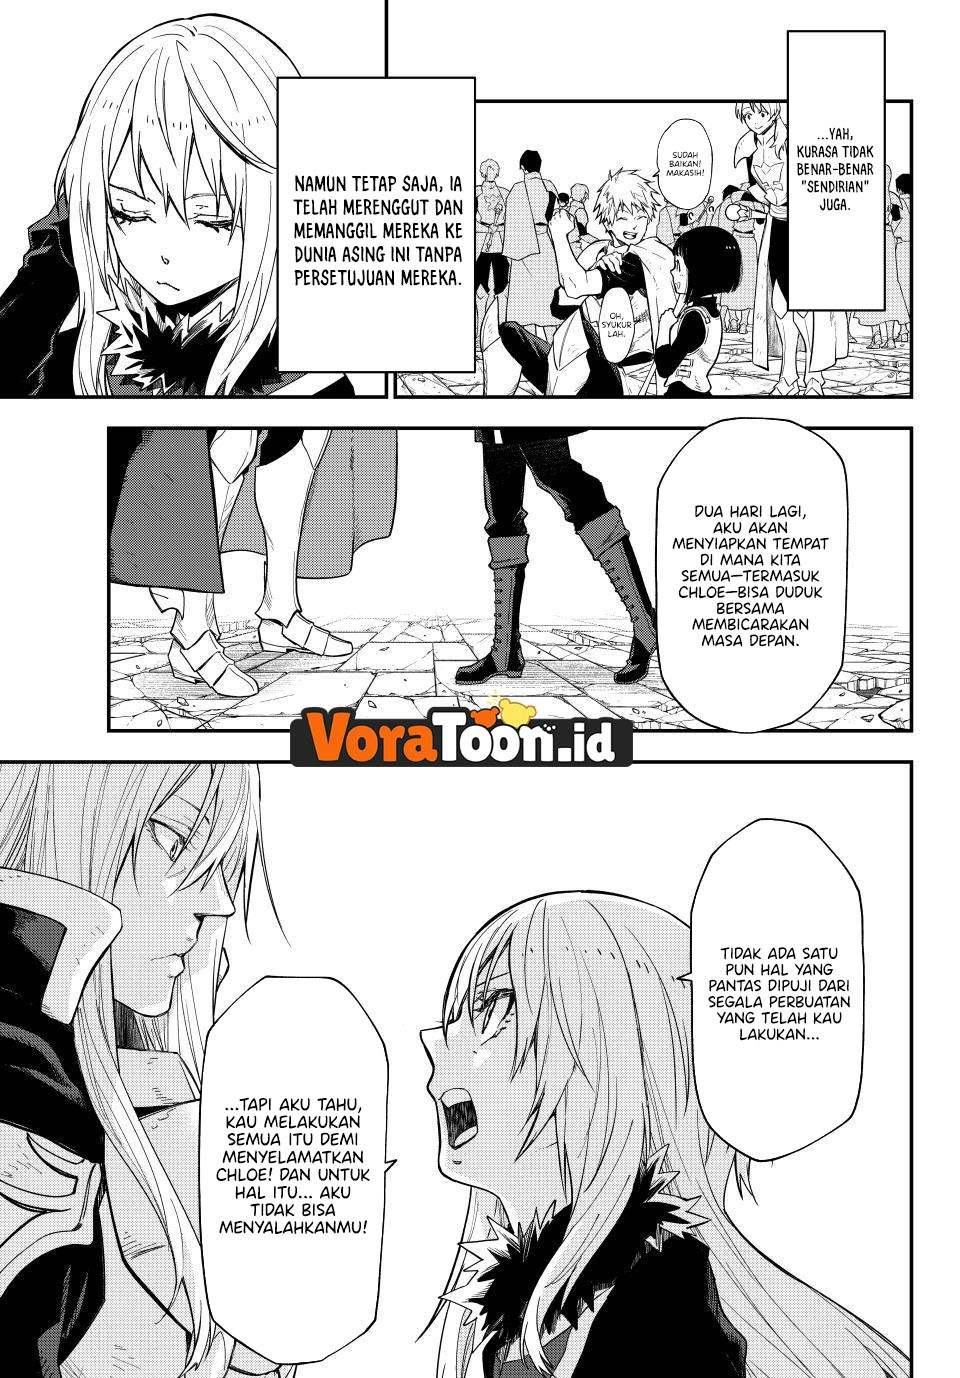 ...YAH,
KURASA TIDAK
BENAR-BENAR
"SENDIRIAN"
JUGA.
SUDAH
BAIKAN!
MAKASIH!
OH,
SYUKUR
LAH.
NAMUN TETAP SAJA, IA
TELAH MERENGGUT DAN
MEMANGGIL MEREKA KE
DUNIA ASING INI TANPA
PERSETUJUAN MEREKA.
DUA HARI LAGI,
AKU AKAN
MENYIAPKAN TEMPAT
DI MANA KITA
SEMUA—TERMASUK
CHLOE—BISA DUDUK
BERSAMA
MEMBICARAKAN
MASA DEPAN.
VoraToon.id
TIDAK ADA SATU
PUN HAL YANG
PANTAS DIPUJI DARI
SEGALA PERBUATAN
YANG TELAH KAU
LAKUKAN...
...TAPI AKU TAHU,
KAU MELAKUKAN
SEMUA ITU DEMI
MENYELAMATKAN
CHLOE! DAN UNTUK
HAL ITU... AKU
TIDAK BISA
MENYALAHKANMU!